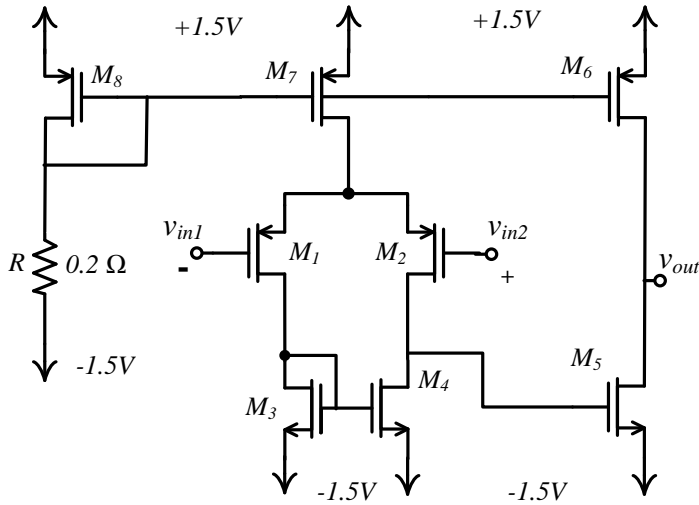 +1.5V
+1.5V
M8
M7
M6
vin1
-
M1
M2
vin2
+
R
0.2 Ω
vout
-1.5V
M5
M3
M4
-1.5V
-1.5V